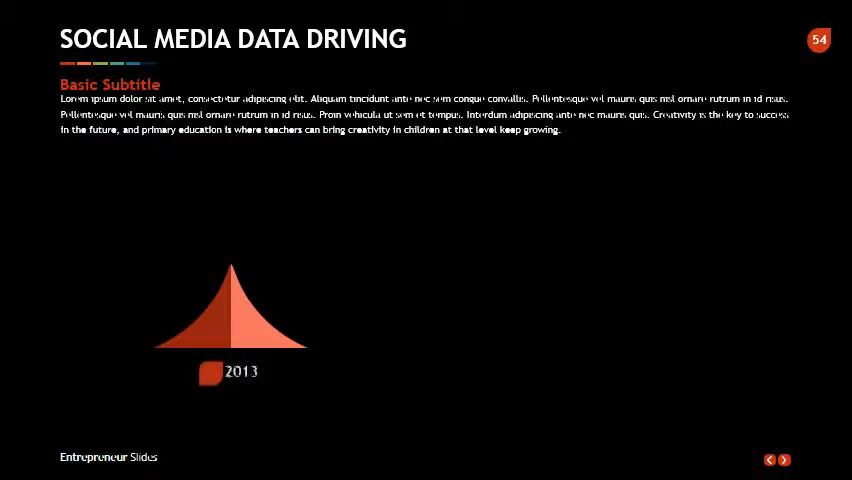 SOCIAL MEDIA DATA DRIVING
54
Basic Subtitle
Lorem ipsum dolor sit amet, consectetur adipiscing elit. Aliquam tincidunt ante nec sem congue convallis. Pellentesque vel mauris quis nisl ornare rutrum in id risus.
Pellentesque vel mauris quis nisl ornare rutrum in id risus. Proin vehicula ut sem et tempus. Interdum adipiscing ante nec mauris quis. Creativity is the key to success
in the future, and primary education is where teachers can bring creativity in children at that level keep growing.
2013
Entrepreneur Slides